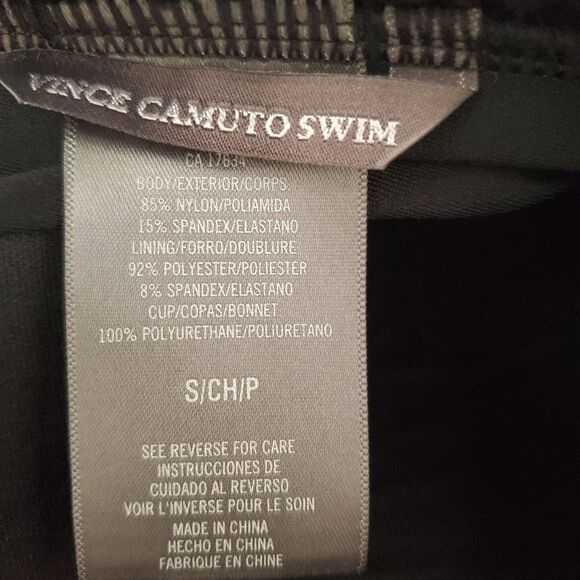 VINCE CAMUTO SWIM
CA 17634
BODY/EXTERIOR/CORPS:
85% NYLON/POLIAMIDA
15% SPANDEX/ELASTANO
LINING/FORRO/DOUBLURE:
92% POLYESTER/POLIESTER
8% SPANDEX/ELASTANO
CUP/COPAS/BONNET:
100% POLYURETHANE/POLIURETANO
S/CH/P
SEE REVERSE FOR CARE
INSTRUCCIONES DE
CUIDADO AL REVERSO
VOIR L'INVERSE POUR LE SOIN
MADE IN CHINA
HECHO EN CHINA
FABRIQUE EN CHINE